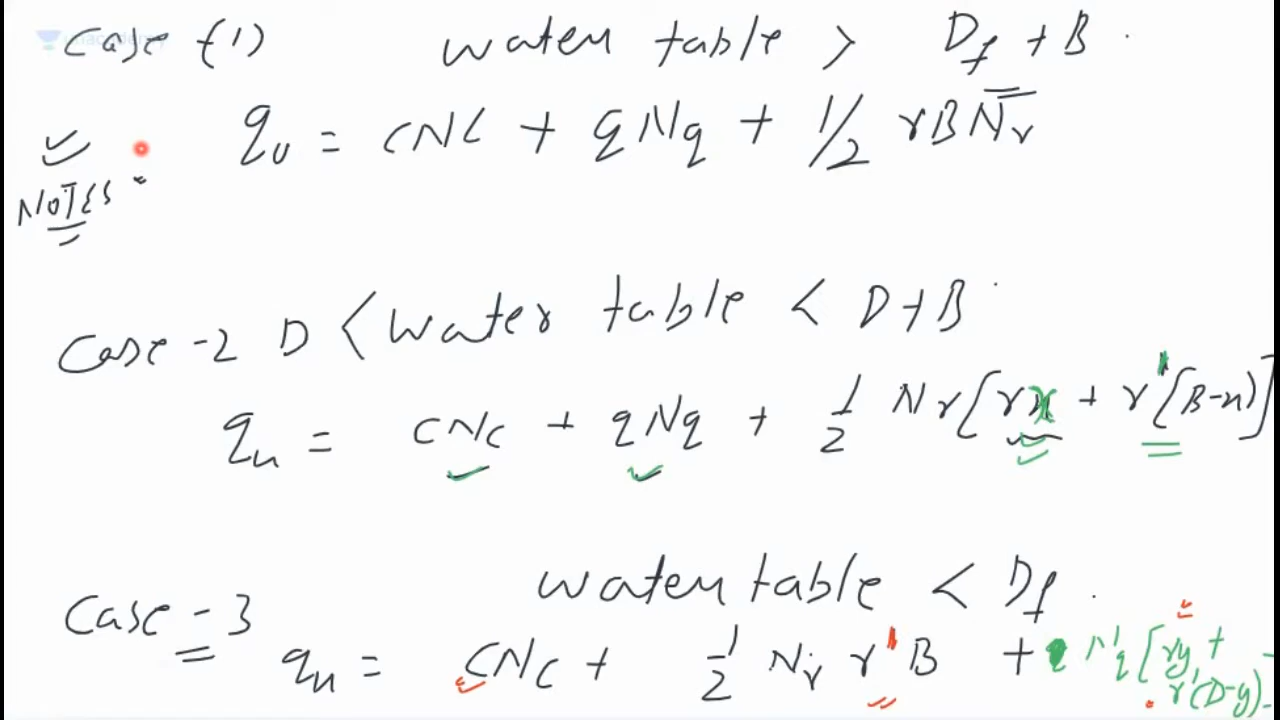 Case -(1) Water table > Df + B
qu = CNC + qNq + 1/2 γBNγ
NOTES
Case -2 D < Water table < D+B
qu = CNc + qNq + 1/2 Nγ[γx + γ'(B-x)]
Case -3 Water table < Df
qu = CNc + 1/2 Nγ γ'B + Nq[γy +
γ'(D-y)